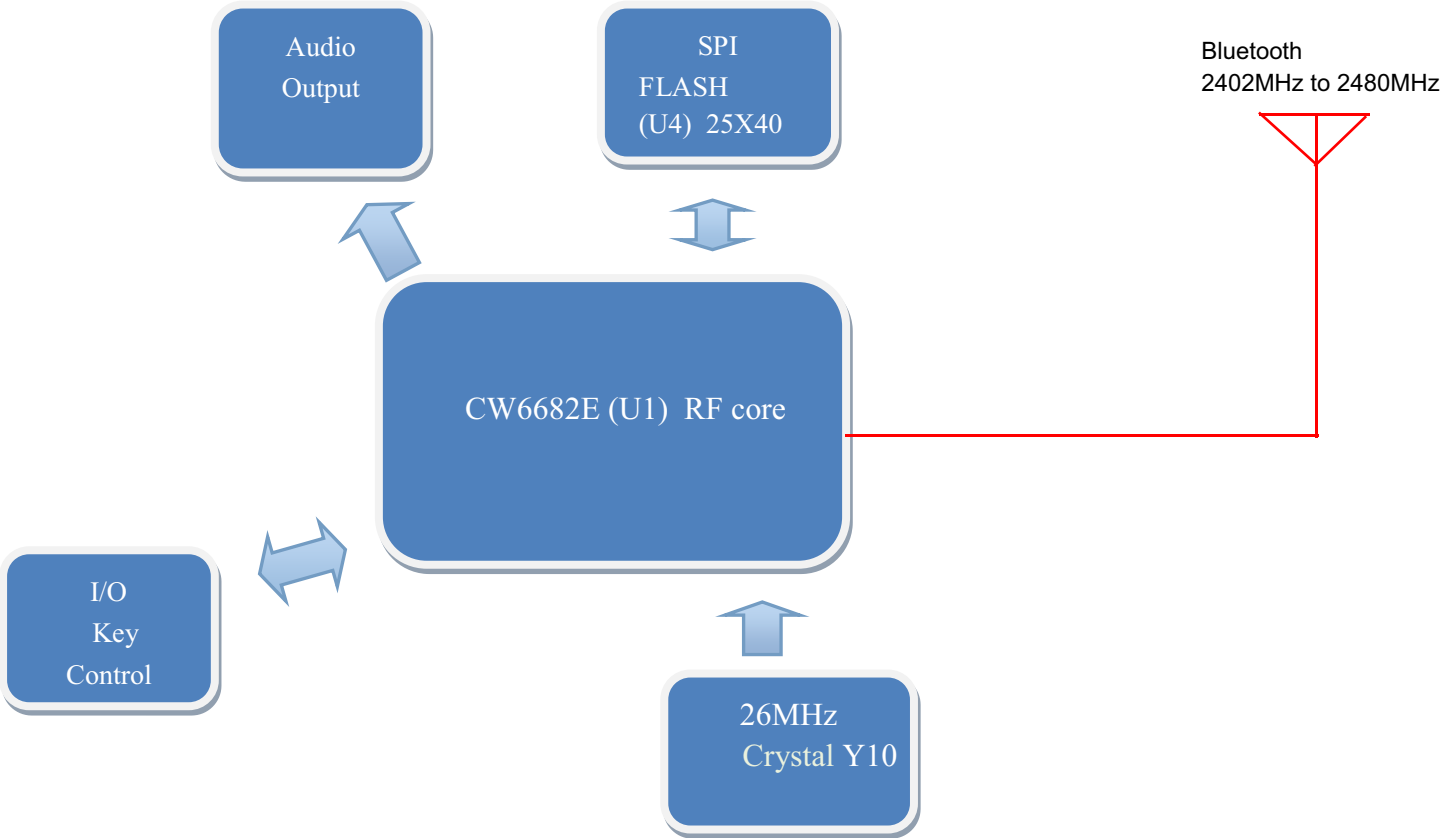 Audio
Output
SPI
FLASH
(U4) 25X40
Bluetooth
2402MHz to 2480MHz
CW6682E (U1) RF core
I/O
Key
Control
26MHz
Crystal Y10